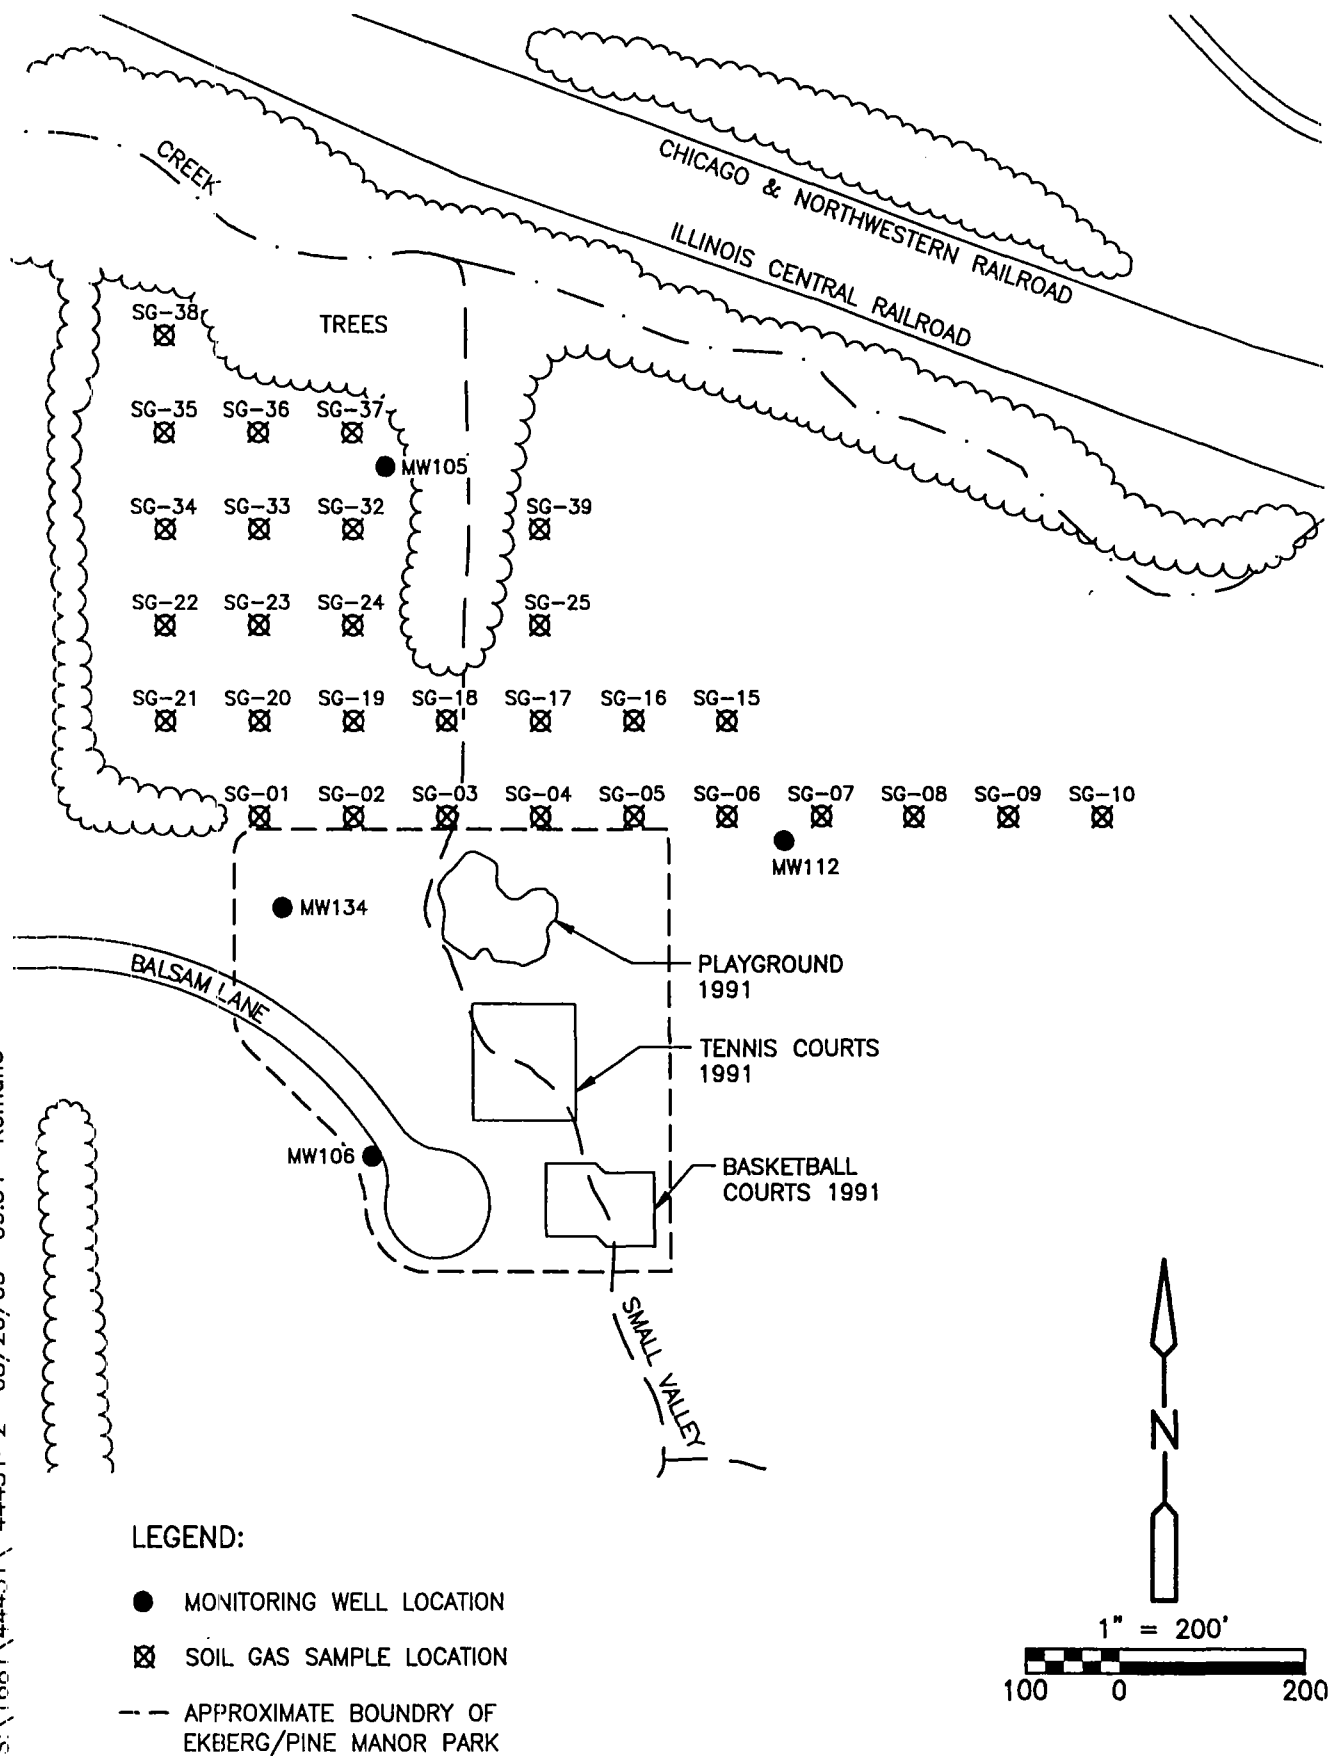 CREEK
CHICAGO & NORTHWESTERN RAILROAD
ILLINOIS CENTRAL RAILROAD
SG-38
TREES
SG-35 SG-36 SG-37
MW105
SG-34 SG-33 SG-32 SG-39
SG-22 SG-23 SG-24 SG-25
SG-21 SG-20 SG-19 SG-18 SG-17 SG-16 SG-15
SG-01 SG-02 SG-03 SG-04 SG-05 SG-06 SG-07 SG-08 SG-09 SG-10
MW112
MW134
BALSAM LANE
PLAYGROUND
1991
TENNIS COURTS
1991
MW106
BASKETBALL
COURTS 1991
SMALL VALLEY
N
LEGEND:
MONITORING WELL LOCATION
SOIL GAS SAMPLE LOCATION
APPROXIMATE BOUNDRY OF
EKBERG/PINE MANOR PARK
1" = 200'
100 0 200